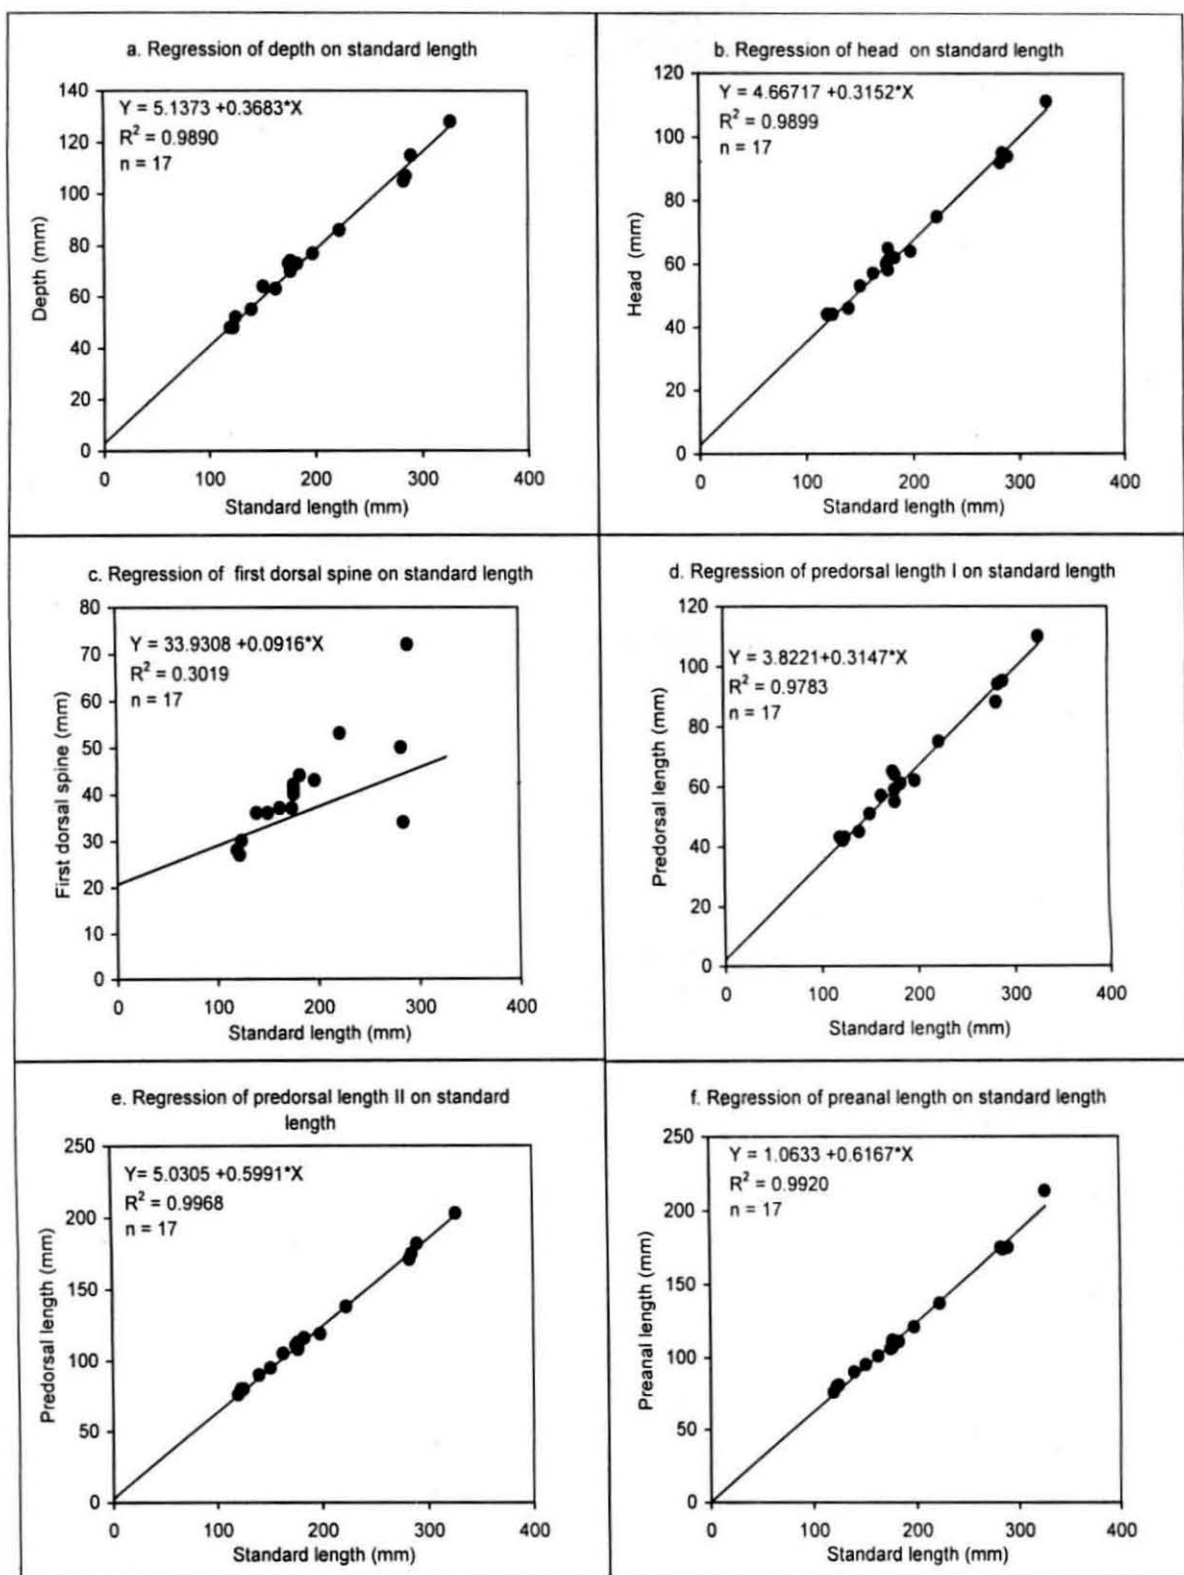 a. Regression of depth on standard length
Y = 5.1373 +0.3683*X
R² = 0.9890
n = 17
140
120
100
80
60
40
20
0
Depth (mm)
100 200 300 400
0
Standard length (mm)
b. Regression of head on standard length
Y = 4.66717 +0.3152*X
R² = 0.9899
n = 17
120
100
80
60
40
20
0
Head (mm)
0 100 200 300 400
Standard length (mm)
c. Regression of first dorsal spine on standard length
Y = 33.9308 +0.0916*X
R² = 0.3019
n = 17
80
70
60
50
40
30
20
10
0
First dorsal spine (mm)
0 100 200 300 400
Standard length (mm)
d. Regression of predorsal length I on standard length
Y = 3.8221+0.3147*X
R² = 0.9783
n = 17
120
100
80
60
40
20
0
Predorsal length (mm)
0 100 200 300 400
Standard length (mm)
e. Regression of predorsal length II on standard
length
Y= 5.0305 +0.5991*X
R² = 0.9968
n = 17
250
200
150
100
50
0
Predorsal length (mm)
0 100 200 300 400
Standard length (mm)
f. Regression of preanal length on standard length
Y = 1.0633 +0.6167*X
R² = 0.9920
n = 17
250
200
150
100
50
0
Preanal length (mm)
0 100 200 300 400
Standard length (mm)